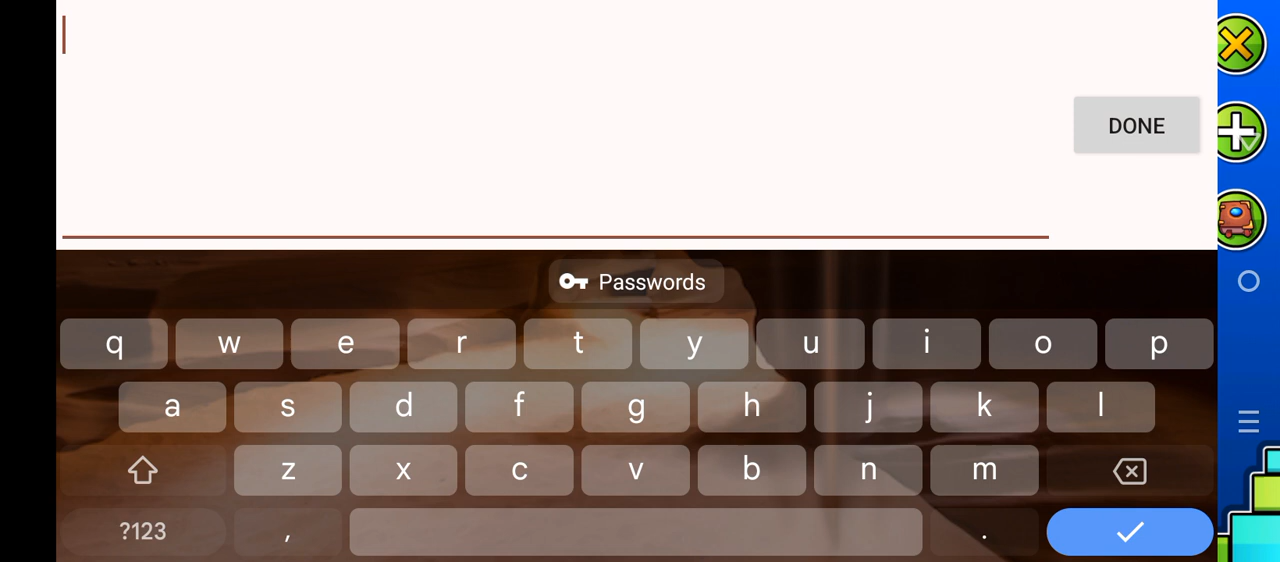 DONE
Passwords
q w e r t y u i o p
a s d f g h j k l
z x c v b n m
?123 , .